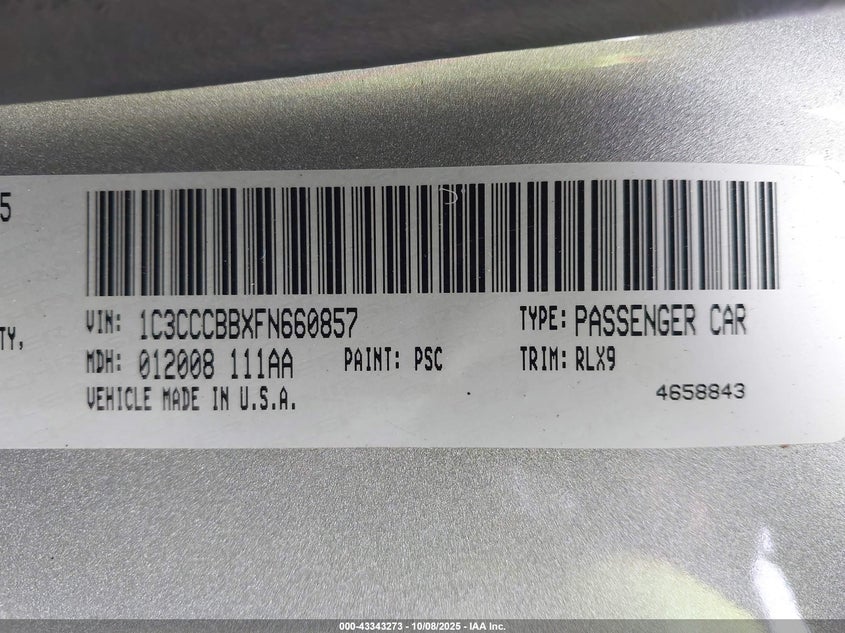 5
TY,
VIN: 1C3CCCBBXFN660857 TYPE: PASSENGER CAR
MDH: 012008 111AA PAINT: PSC TRIM: RLX9
VEHICLE MADE IN U.S.A. 4658843
000-43343273 - 10/08/2025 - IAA Inc.